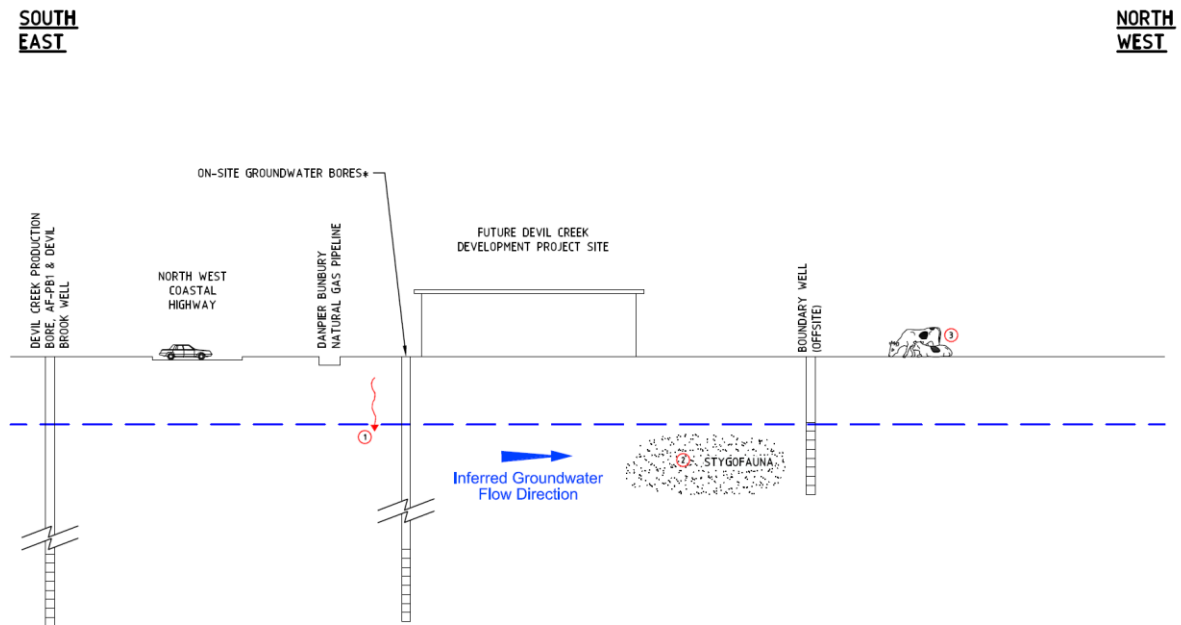 SOUTH
EAST
NORTH
WEST
ON-SITE GROUNDWATER BORES*
DEVIL CREEK PRODUCTION
BORE, AF-PB1 & DEVIL
BROOK WELL
NORTH WEST
COASTAL
HIGHWAY
DANPIER BUNBURY
NATURAL GAS PIPELINE
FUTURE DEVIL CREEK
DEVELOPMENT PROJECT SITE
BOUNDARY WELL
(OFFSITE)
3
1
2
STYGOFAUNA
Inferred Groundwater
Flow Direction